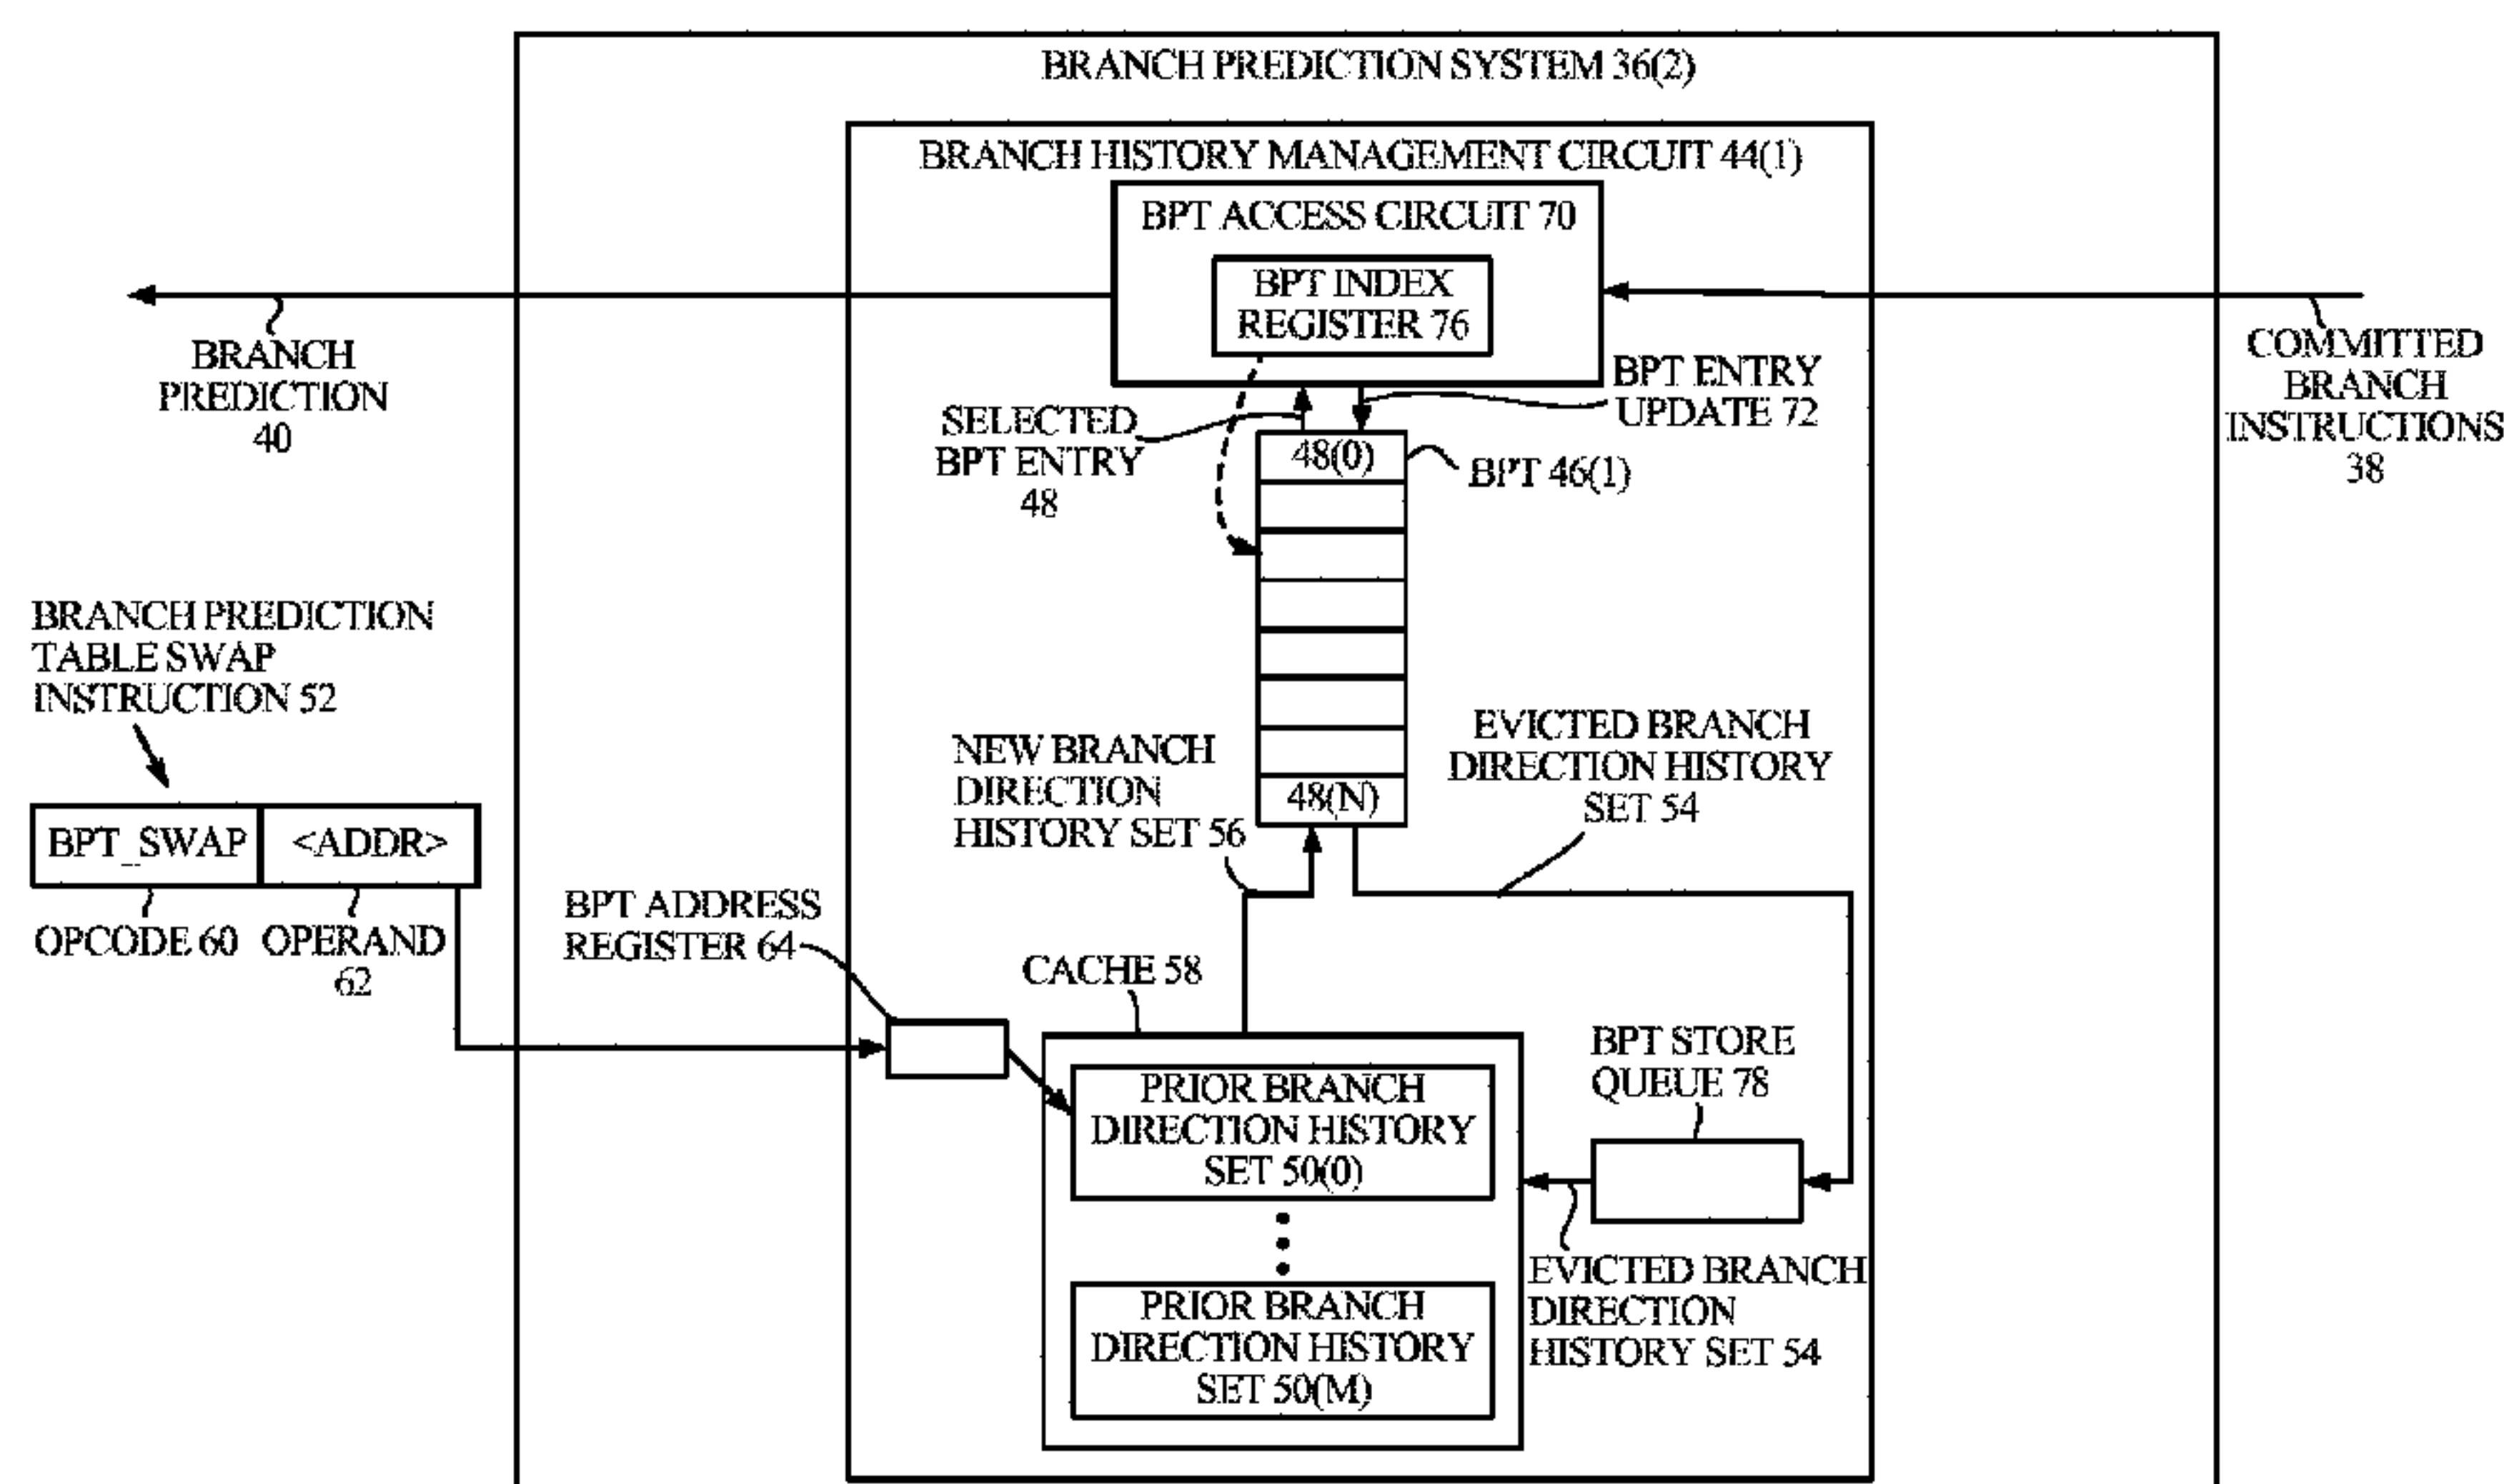 BRANCH PREDICTION SYSTEM 36(2)
BRANCH HISTORY MANAGEMENT CIRCUIT 44(1)
BPT ACCESS CIRCUIT 70
BPT INDEX
REGISTER 76
BRANCH
PREDICTION
40
COMMITTED
BRANCH
INSTRUCTIONS
38
SELECTED
BPT ENTRY
48
BPT ENTRY
UPDATE 72
48(0)
BPT 46(1)
48(N)
BRANCH PREDICTION
TABLE SWAP
INSTRUCTION 52
BPT_SWAP
<ADDR>
OPCODE 60
OPERAND
62
NEW BRANCH
DIRECTION
HISTORY SET 56
EVICTED BRANCH
DIRECTION HISTORY
SET 54
BPT ADDRESS
REGISTER 64
CACHE 58
PRIOR BRANCH
DIRECTION HISTORY
SET 50(0)
PRIOR BRANCH
DIRECTION HISTORY
SET 50(M)
BPT STORE
QUEUE 78
EVICTED BRANCH
DIRECTION
HISTORY SET 54